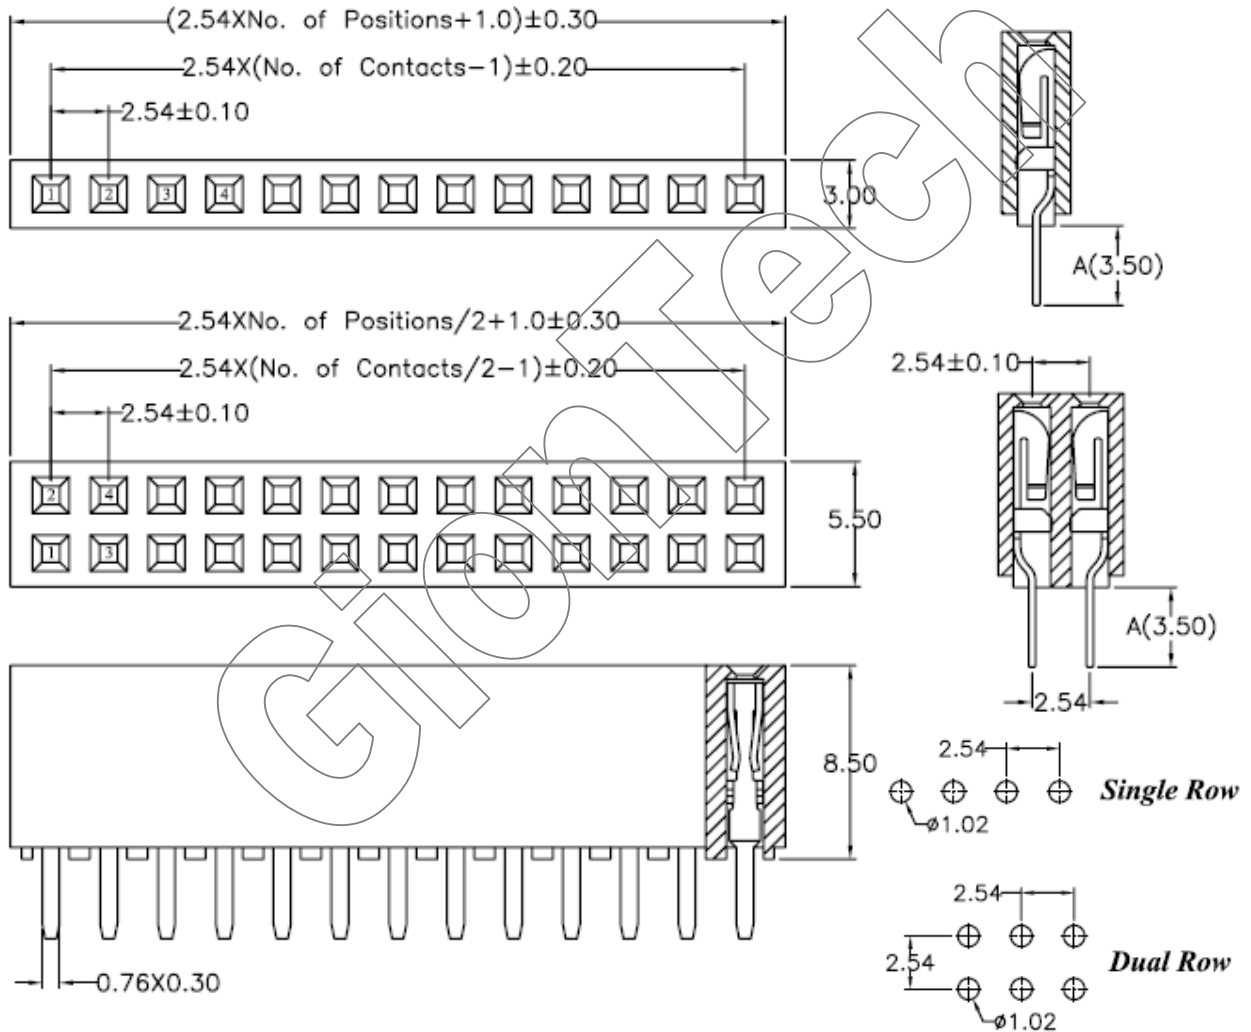 (2.54XNo. of Positions+1.0)±0.30
2.54X(No. of Contacts-1)±0.20
2.54±0.10
1 2 3 4
3.00
A(3.50)
2.54XNo. of Positions/2+1.0±0.30
2.54X(No. of Contacts/2-1)±0.20
2.54±0.10
2 4
1 3
5.50
2.54±0.10
A(3.50)
2.54
8.50
0.76X0.30
2.54
Single Row
ø1.02
2.54
2.54
Dual Row
ø1.02
GionTech